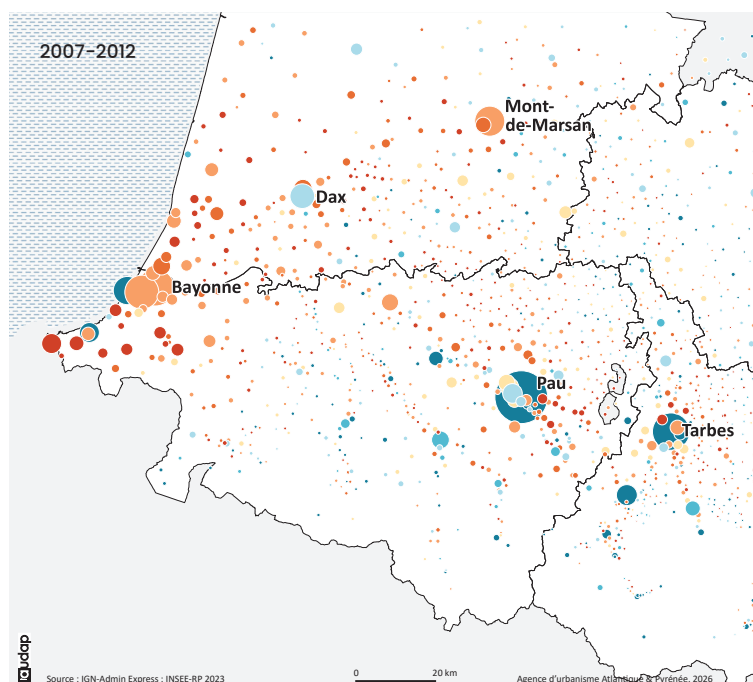 2007-2012
Mont-
de-Marsan
Dax
Bayonne
Pau
Tarbes
audap
0 20 km
Source : IGN-Admin Express ; INSEE-RP 2023
Agence d'urbanisme Atlantique & Pyrénée, 2026